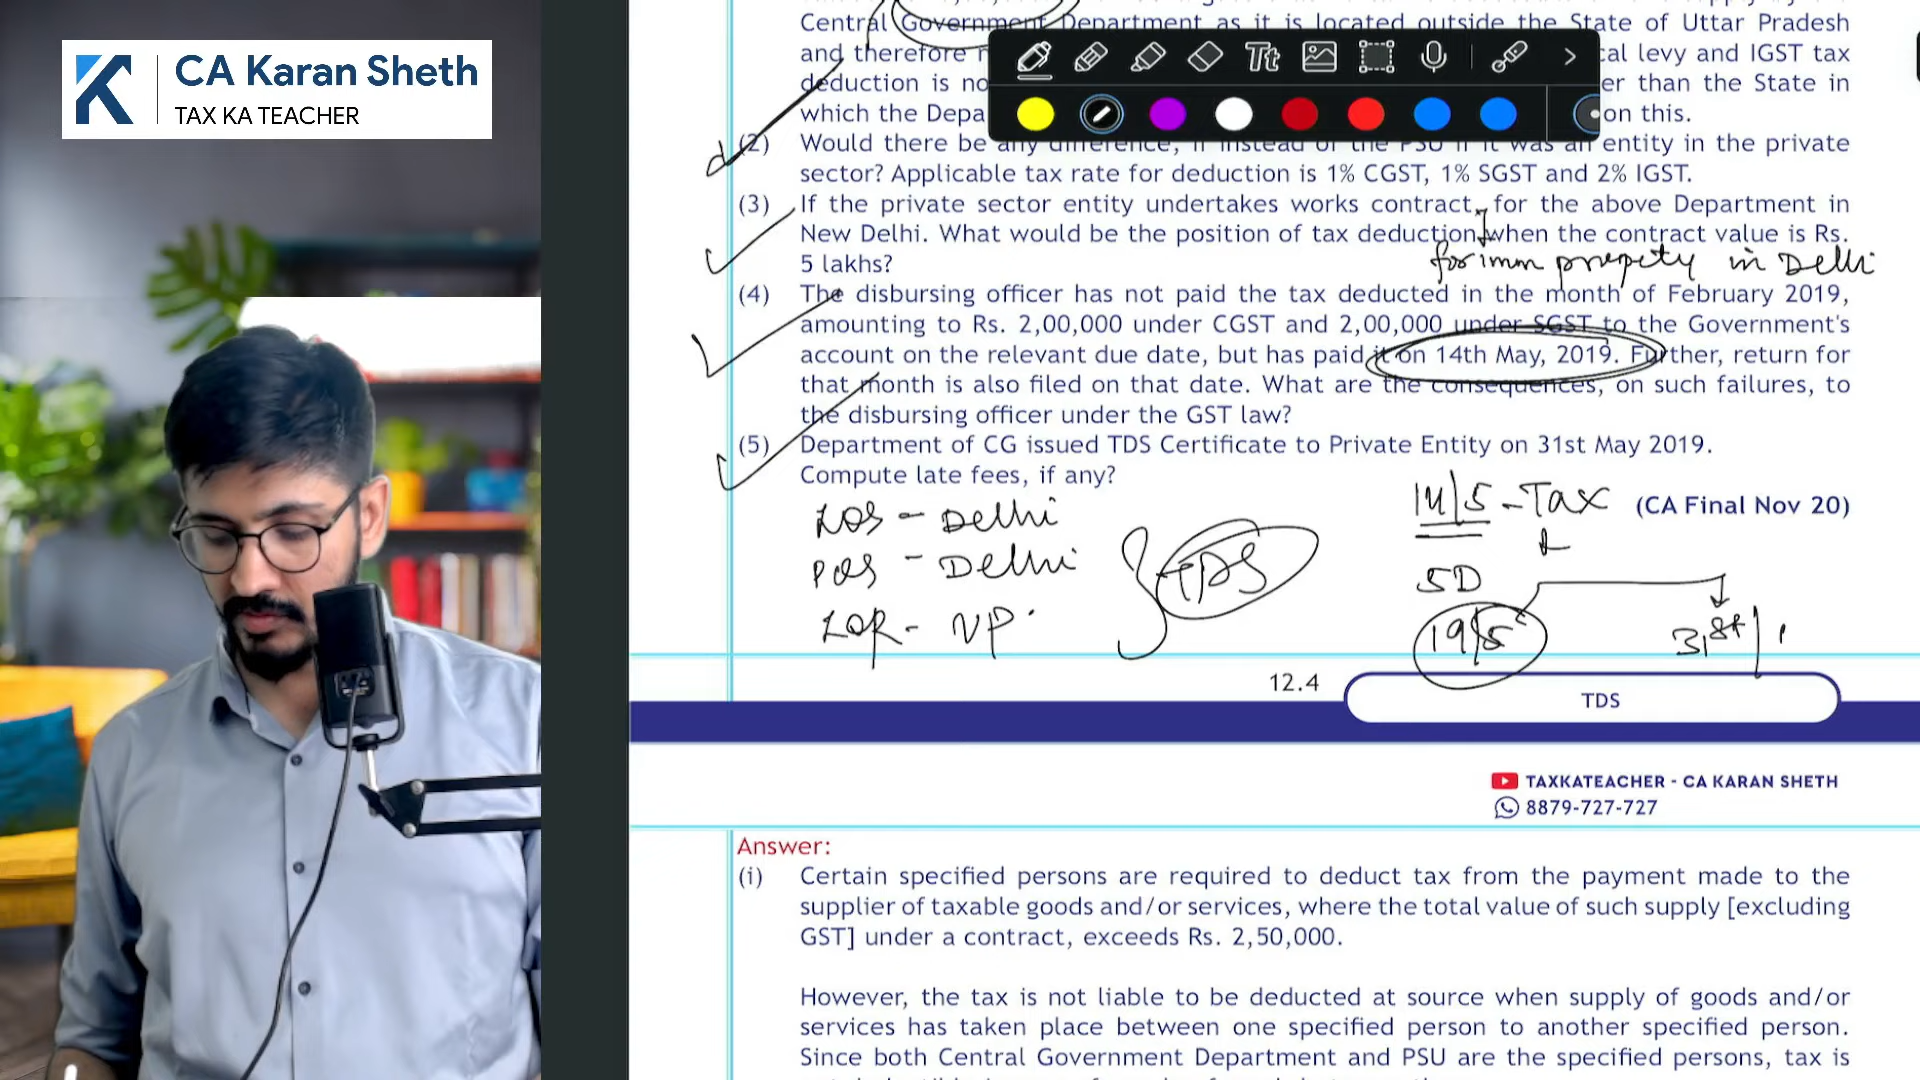 CA Karan Sheth
TAX KA TEACHER
Central Government Department as it is located outside the State of Uttar Pradesh
and therefore cal levy and IGST tax
deduction is no er than the State in
which the Depa on this.
(2) Would there be any difference, if instead of the PSU if it was an entity in the private
sector? Applicable tax rate for deduction is 1% CGST, 1% SGST and 2% IGST.
(3) If the private sector entity undertakes works contract, for the above Department in
New Delhi. What would be the position of tax deduction when the contract value is Rs.
5 lakhs?
for imm property in Delhi
(4) The disbursing officer has not paid the tax deducted in the month of February 2019,
amounting to Rs. 2,00,000 under CGST and 2,00,000 under SGST to the Government's
account on the relevant due date, but has paid it on 14th May, 2019. Further, return for
that month is also filed on that date. What are the consequences, on such failures, to
the disbursing officer under the GST law?
(5) Department of CG issued TDS Certificate to Private Entity on 31st May 2019.
Compute late fees, if any?
14/5 - Tax
(CA Final Nov 20)
LOS - Delhi
POS - Delhi
TDS
5D
LOR - UP.
19/5
31st
12.4
TDS
TAXKATEACHER - CA KARAN SHETH
8879-727-727
Answer:
(i) Certain specified persons are required to deduct tax from the payment made to the
supplier of taxable goods and/or services, where the total value of such supply [excluding
GST] under a contract, exceeds Rs. 2,50,000.
However, the tax is not liable to be deducted at source when supply of goods and/or
services has taken place between one specified person to another specified person.
Since both Central Government Department and PSU are the specified persons, tax is